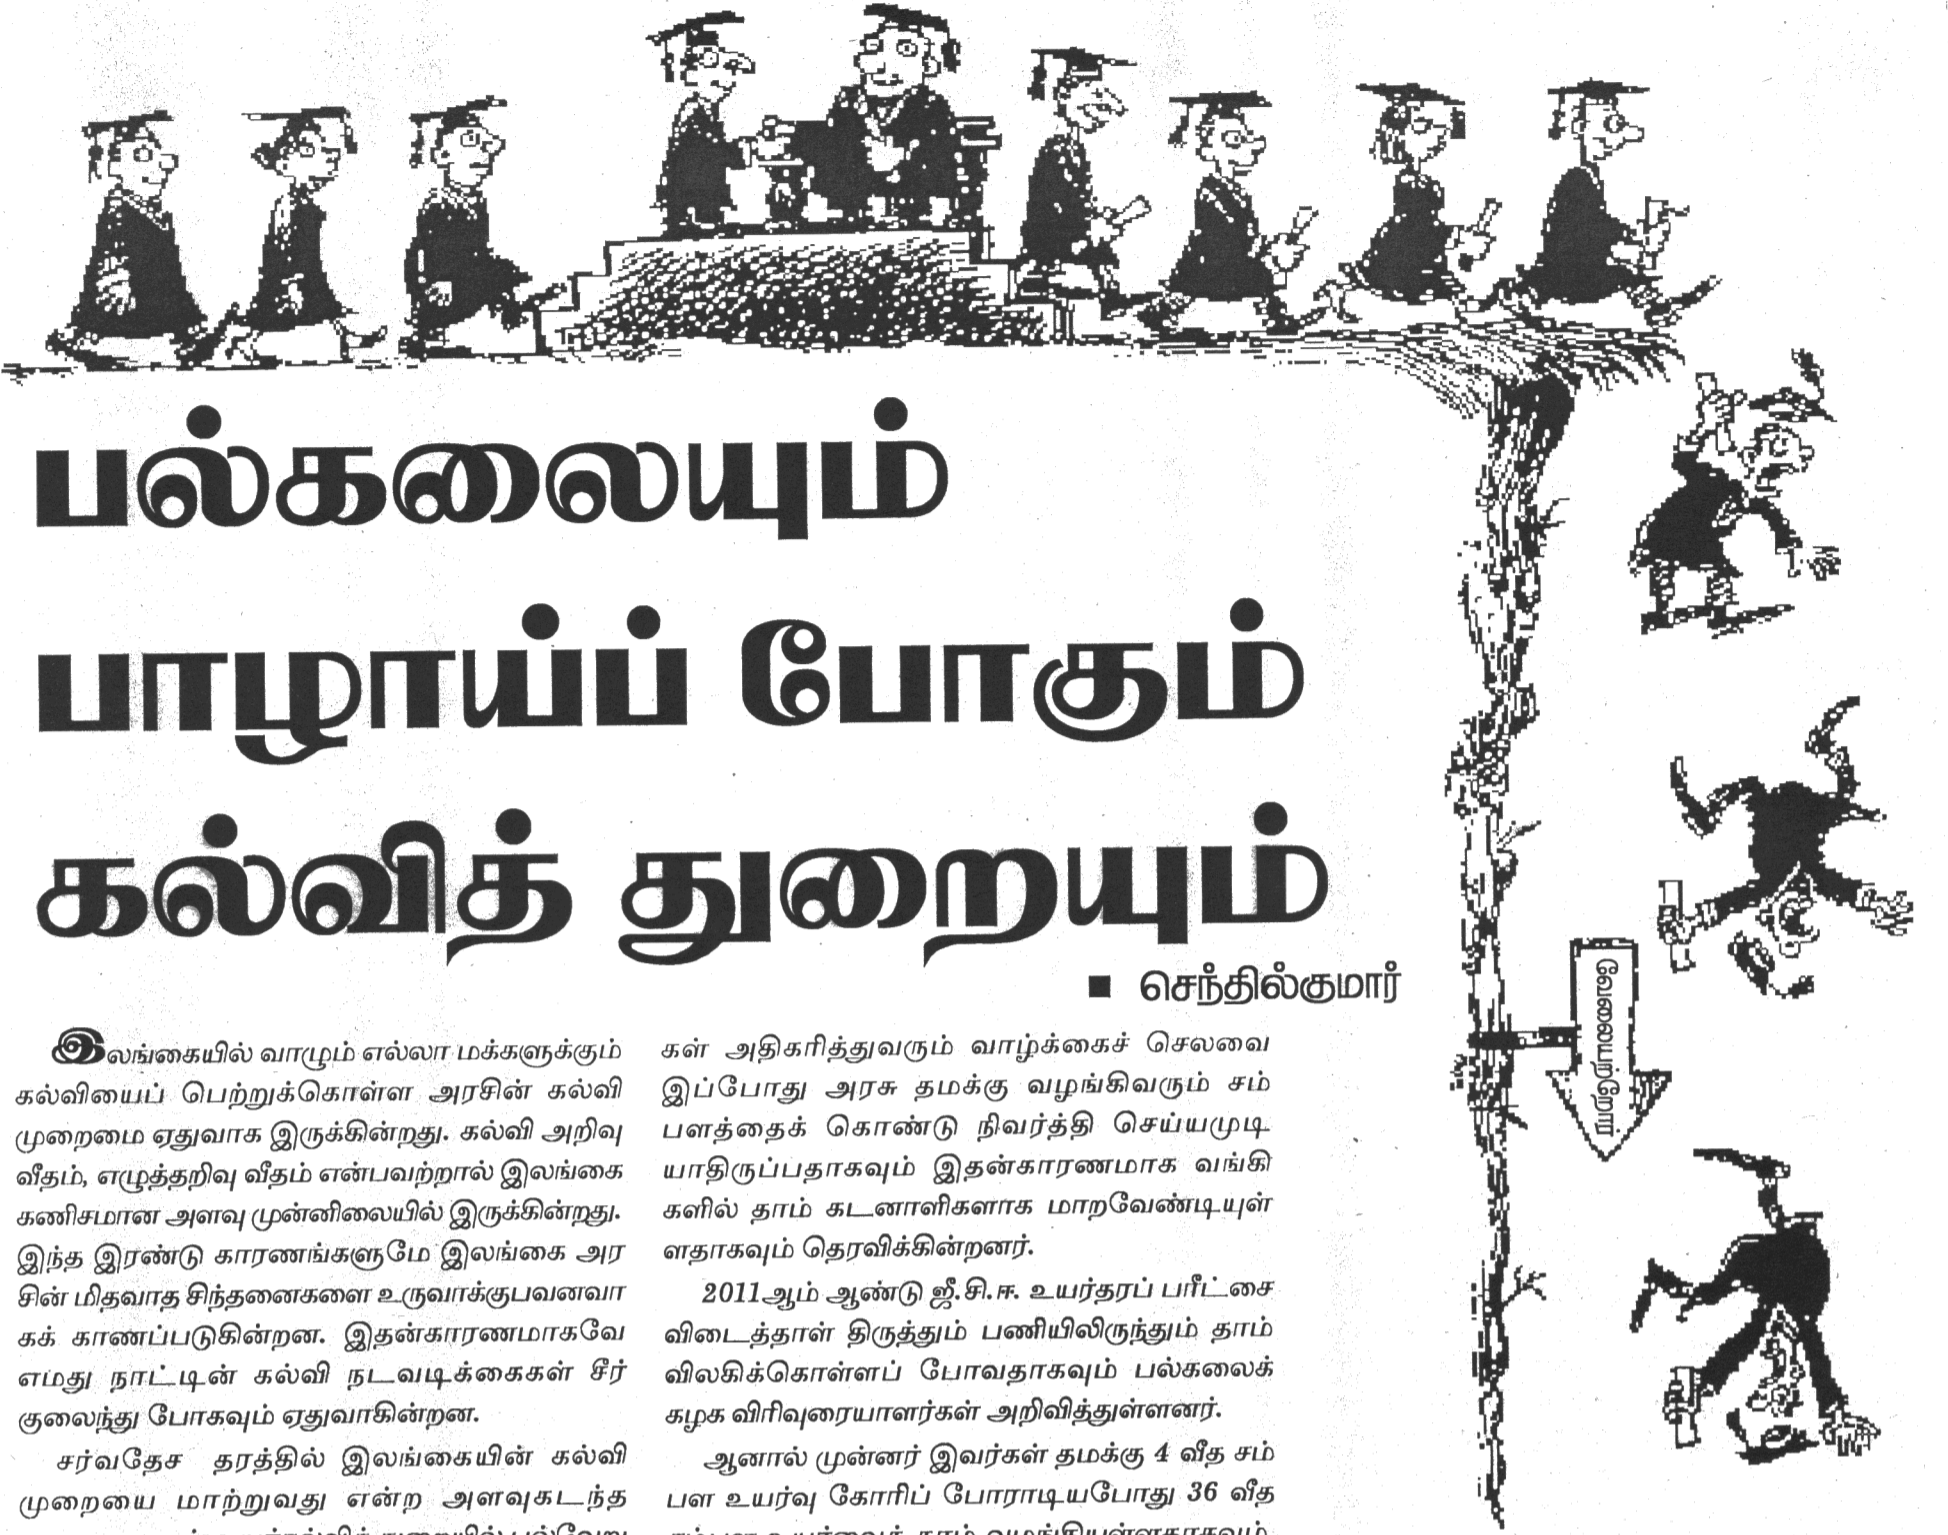 பல்கலையும்
பாழாய்ப் போகும்
கல்வித் துறையும்
■ செந்தில்குமார்
இலங்கையில் வாழும் எல்லா மக்களுக்கும்
கல்வியைப் பெற்றுக்கொள்ள அரசின் கல்வி
முறைமை ஏதுவாக இருக்கின்றது. கல்வி அறிவு
வீதம், எழுத்தறிவு வீதம் என்பவற்றால் இலங்கை
கணிசமான அளவு முன்னிலையில் இருக்கின்றது.
இந்த இரண்டு காரணங்களுமே இலங்கை அர
சின் மிதவாத சிந்தனைகளை உருவாக்குபவனவா
கக் காணப்படுகின்றன. இதன்காரணமாகவே
எமது நாட்டின் கல்வி நடவடிக்கைகள் சீர்
குலைந்து போகவும் ஏதுவாகின்றன.
சர்வதேச தரத்தில் இலங்கையின் கல்வி
முறையை மாற்றுவது என்ற அளவுகடந்த
கள் அதிகரித்துவரும் வாழ்க்கைச் செலவை
இப்போது அரசு தமக்கு வழங்கிவரும் சம்
பளத்தைக் கொண்டு நிவர்த்தி செய்யமுடி
யாதிருப்பதாகவும் இதன்காரணமாக வங்கி
களில் தாம் கடனாளிகளாக மாறவேண்டியுள்
ளதாகவும் தெரவிக்கின்றனர்.
2011ஆம் ஆண்டு ஜீ.சி.ஈ. உயர்தரப் பரீட்சை
விடைத்தாள் திருத்தும் பணியிலிருந்தும் தாம்
விலகிக்கொள்ளப் போவதாகவும் பல்கலைக்
கழக விரிவுரையாளர்கள் அறிவித்துள்ளனர்.
ஆனால் முன்னர் இவர்கள் தமக்கு 4 வீத சம்
பள உயர்வு கோரிப் போராடியபோது 36 வீத
வேலையற்றோர்